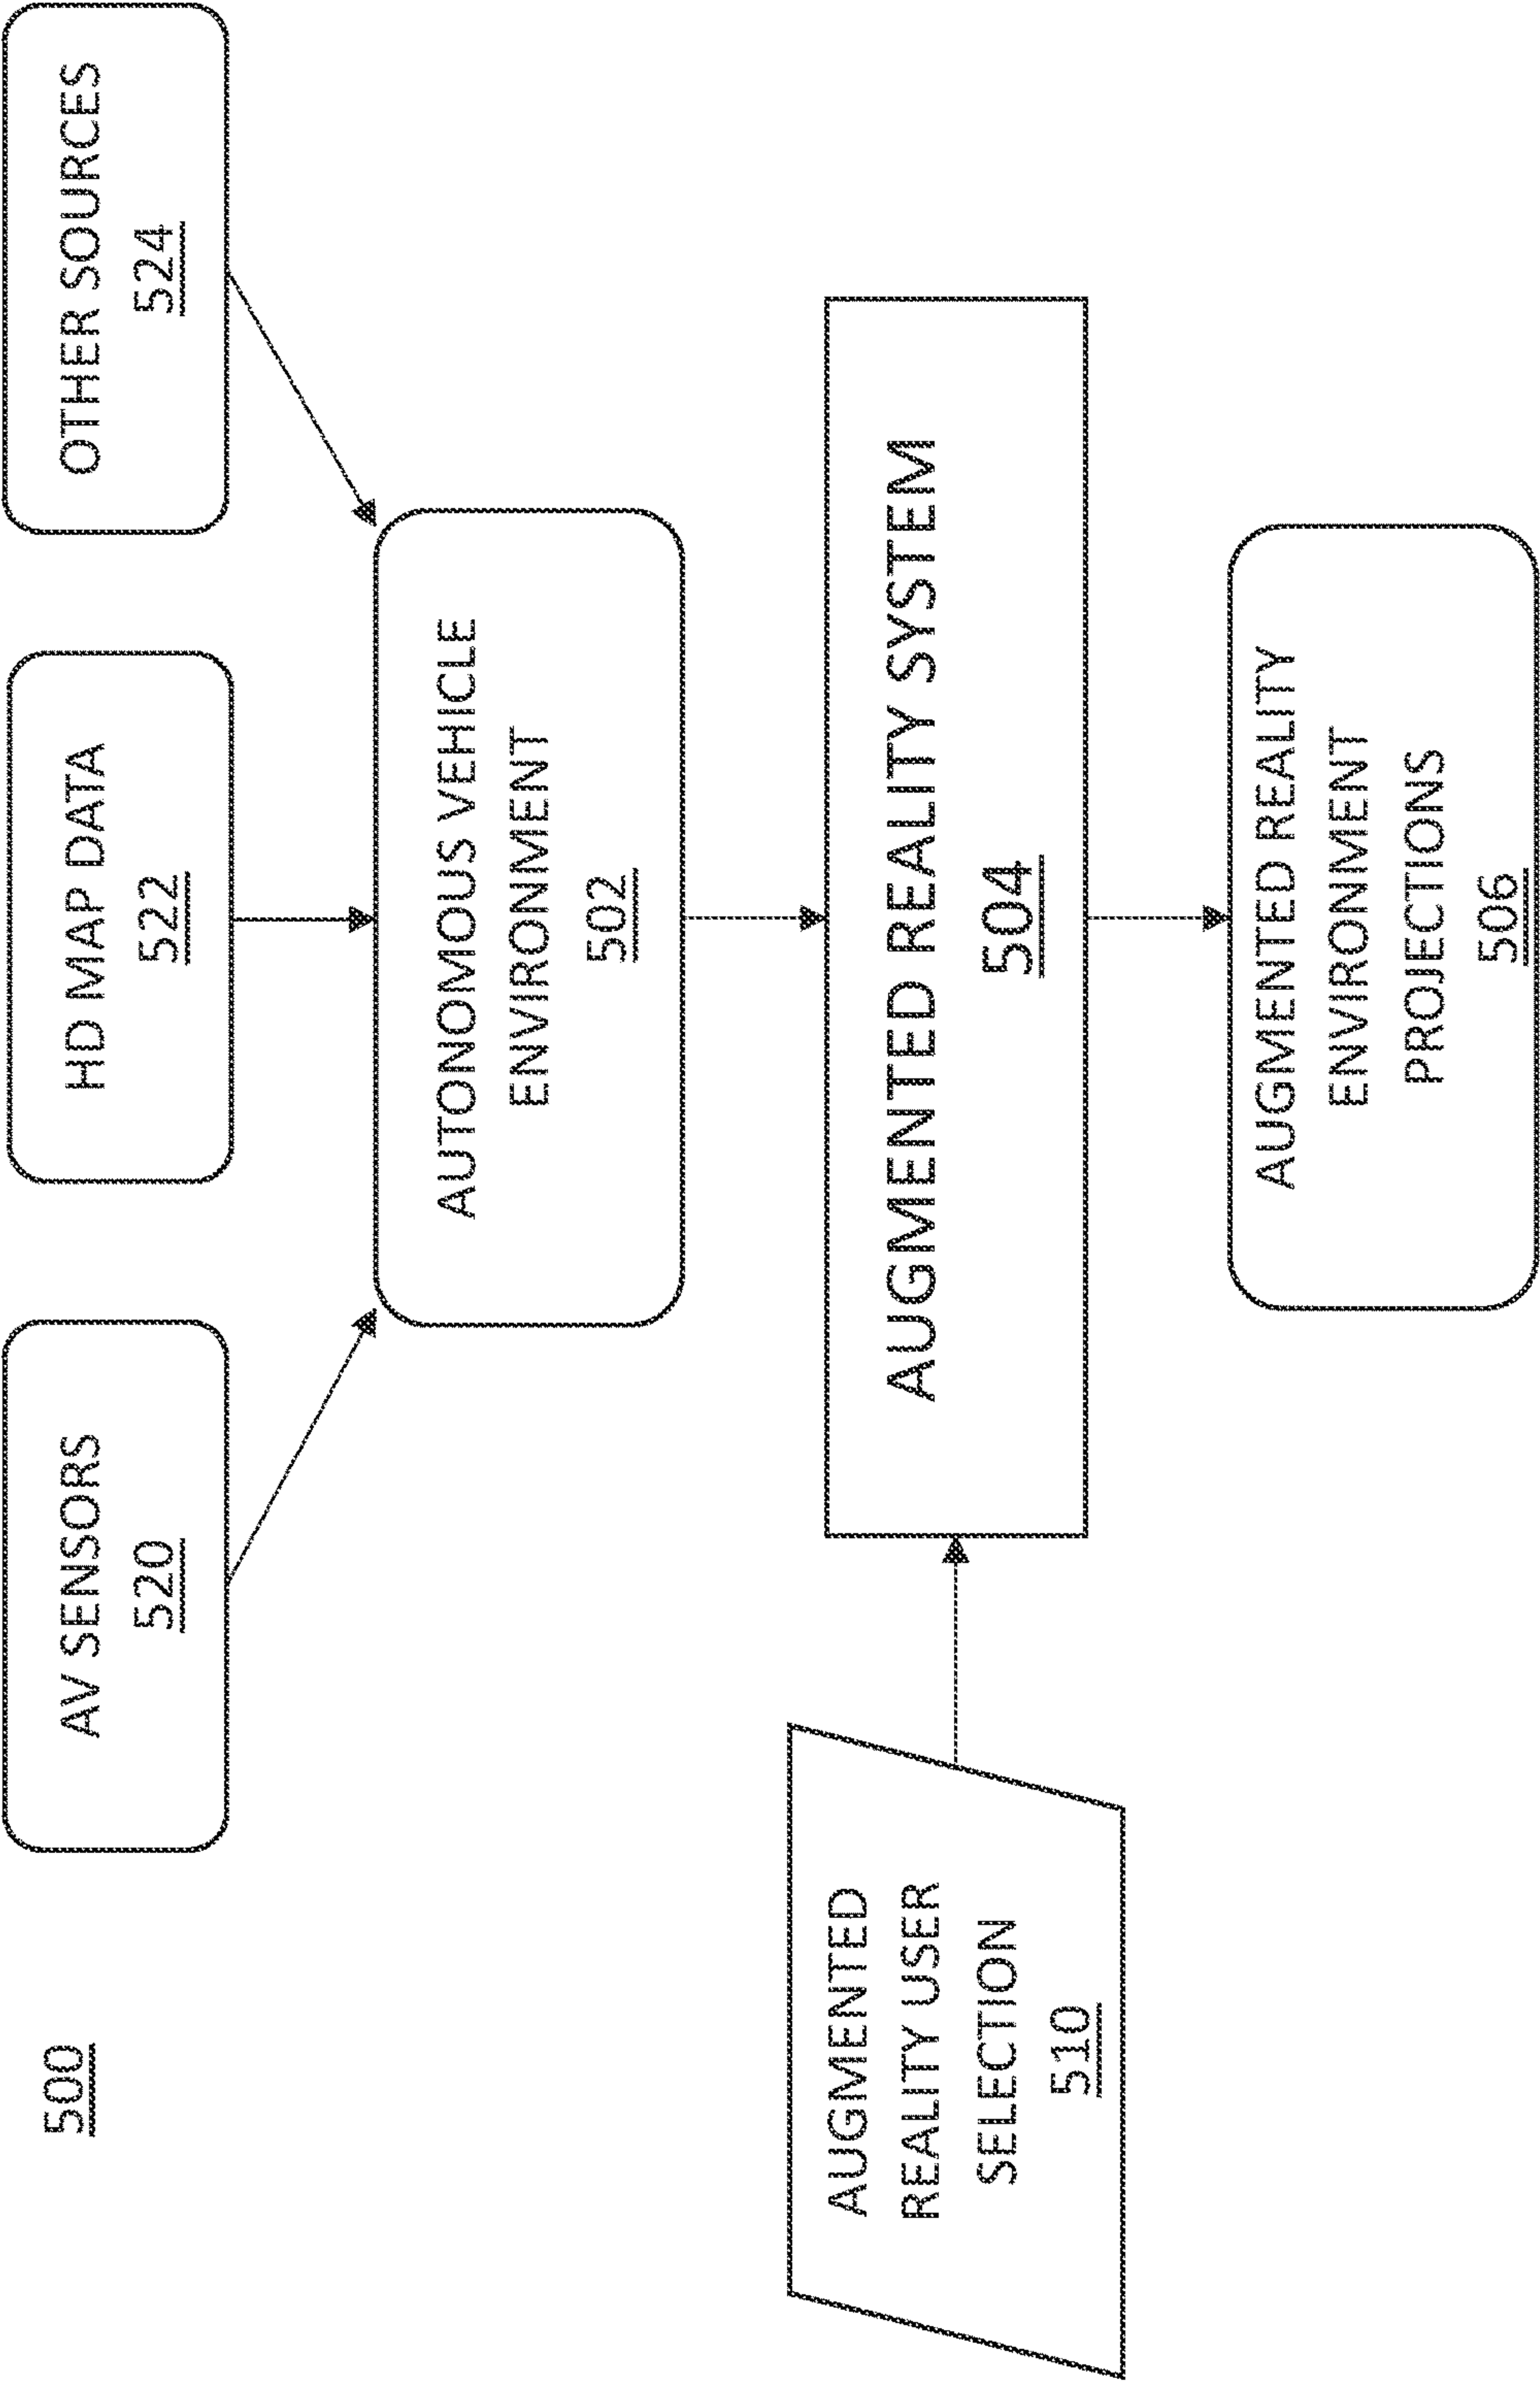 500
AV SENSORS
520
HD MAP DATA
522
OTHER SOURCES
524
AUTONOMOUS VEHICLE
ENVIRONMENT
502
AUGMENTED
REALITY USER
SELECTION
510
AUGMENTED REALITY SYSTEM
504
AUGMENTED REALITY
ENVIRONMENT
PROJECTIONS
506